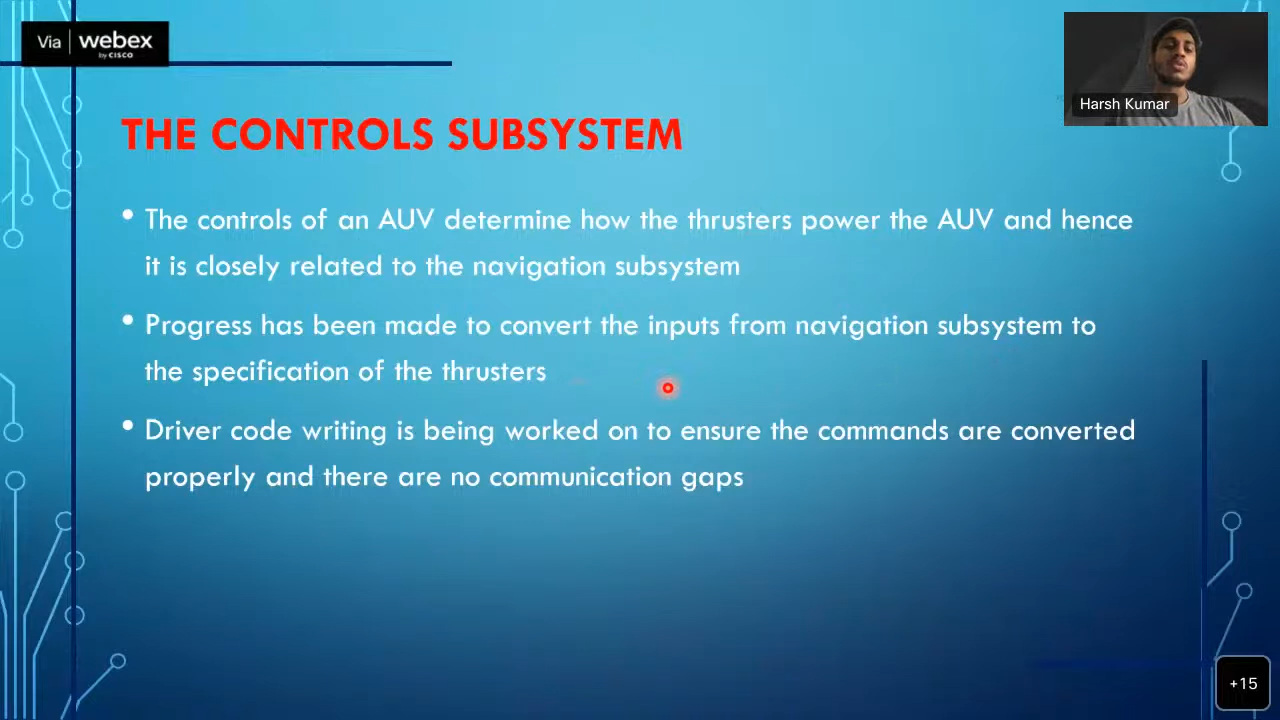 Via webex
by CISCO
Harsh Kumar
THE CONTROLS SUBSYSTEM
• The controls of an AUV determine how the thrusters power the AUV and hence
it is closely related to the navigation subsystem
• Progress has been made to convert the inputs from navigation subsystem to
the specification of the thrusters
• Driver code writing is being worked on to ensure the commands are converted
properly and there are no communication gaps
+15